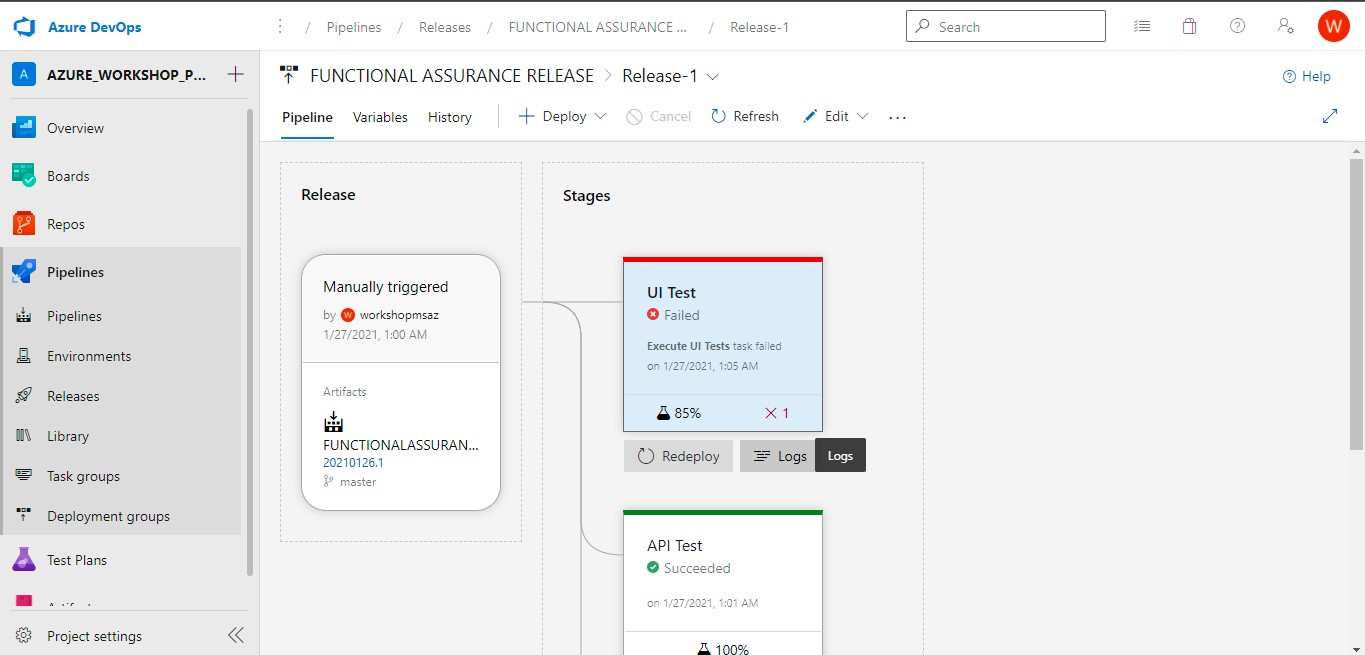 Azure DevOps
/ Pipelines / Releases / FUNCTIONAL ASSURANCE ... / Release-1
Search
W
A AZURE_WORKSHOP_P...
FUNCTIONAL ASSURANCE RELEASE > Release-1
Help
Pipeline Variables History
Deploy Cancel Refresh Edit ...
Overview
Boards
Repos
Pipelines
Pipelines
Environments
Releases
Library
Task groups
Deployment groups
Test Plans
Project settings
Release
Manually triggered
by W workshopmsaz
1/27/2021, 1:00 AM
Artifacts
FUNCTIONALASSURAN...
20210126.1
master
Stages
UI Test
Failed
Execute UI Tests task failed
on 1/27/2021, 1:05 AM
85% 1
Redeploy Logs Logs
API Test
Succeeded
on 1/27/2021, 1:01 AM
100%